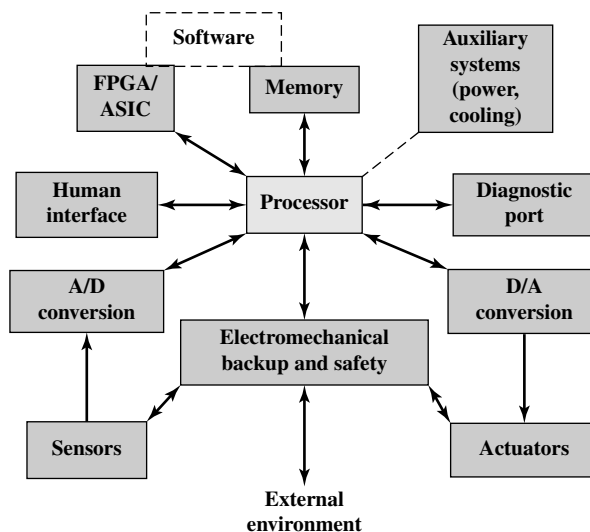 Software
Auxiliary
systems
(power,
cooling)
FPGA/
ASIC
Memory
Human
interface
Processor
Diagnostic
port
A/D
conversion
D/A
conversion
Electromechanical
backup and safety
Sensors
Actuators
External
environment